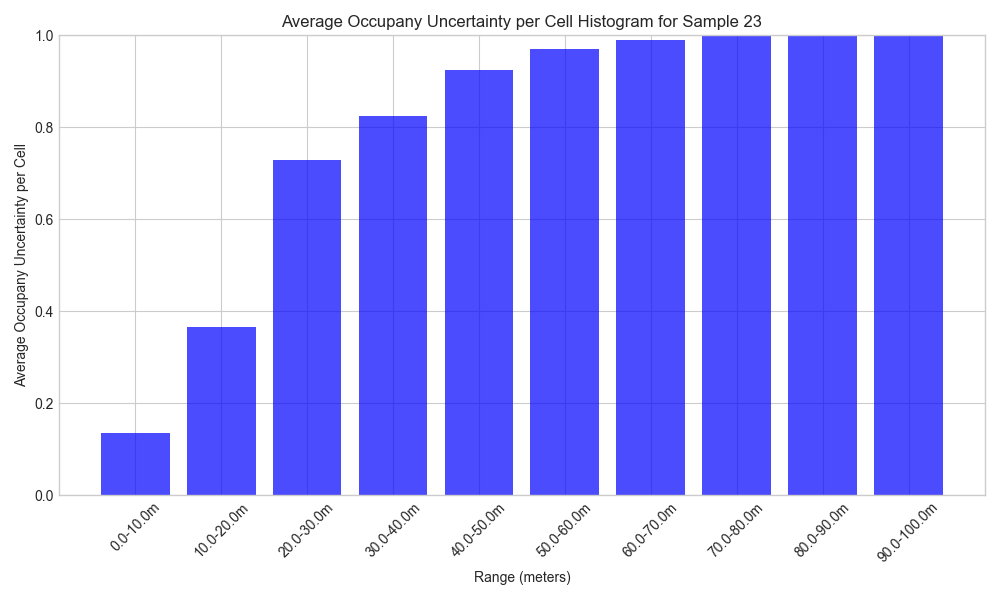 Average Occupany Uncertainty per Cell Histogram for Sample 23
Average Occupany Uncertainty per Cell
1.0
0.8
0.6
0.4
0.2
0.0
0.0-10.0m
10.0-20.0m
20.0-30.0m
30.0-40.0m
40.0-50.0m
50.0-60.0m
60.0-70.0m
70.0-80.0m
80.0-90.0m
90.0-100.0m
Range (meters)